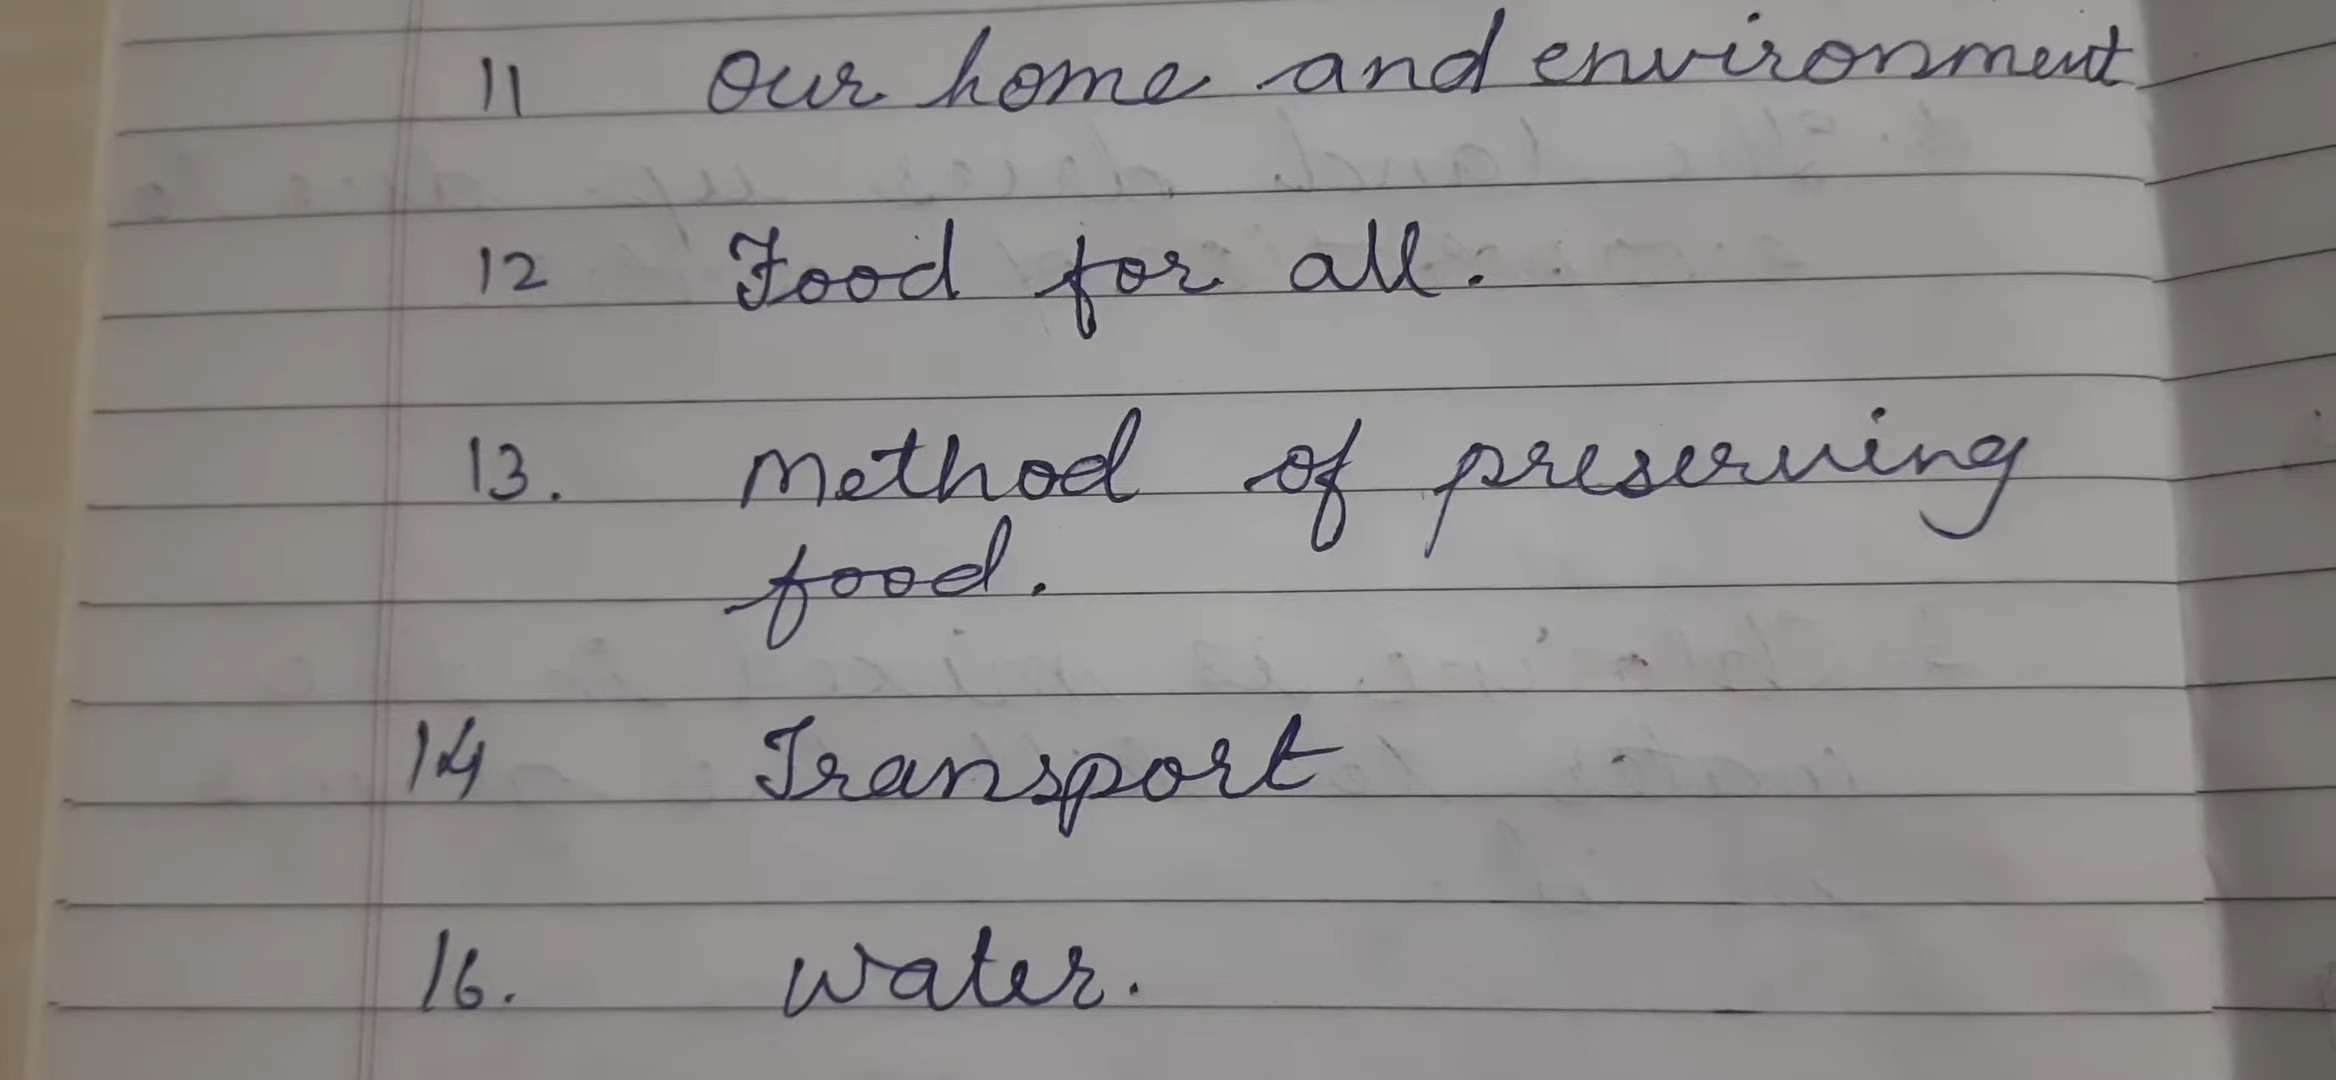 11 Our home and environment
12 Food for all.
13. Method of preserving
food.
14 Transport
16. Water.